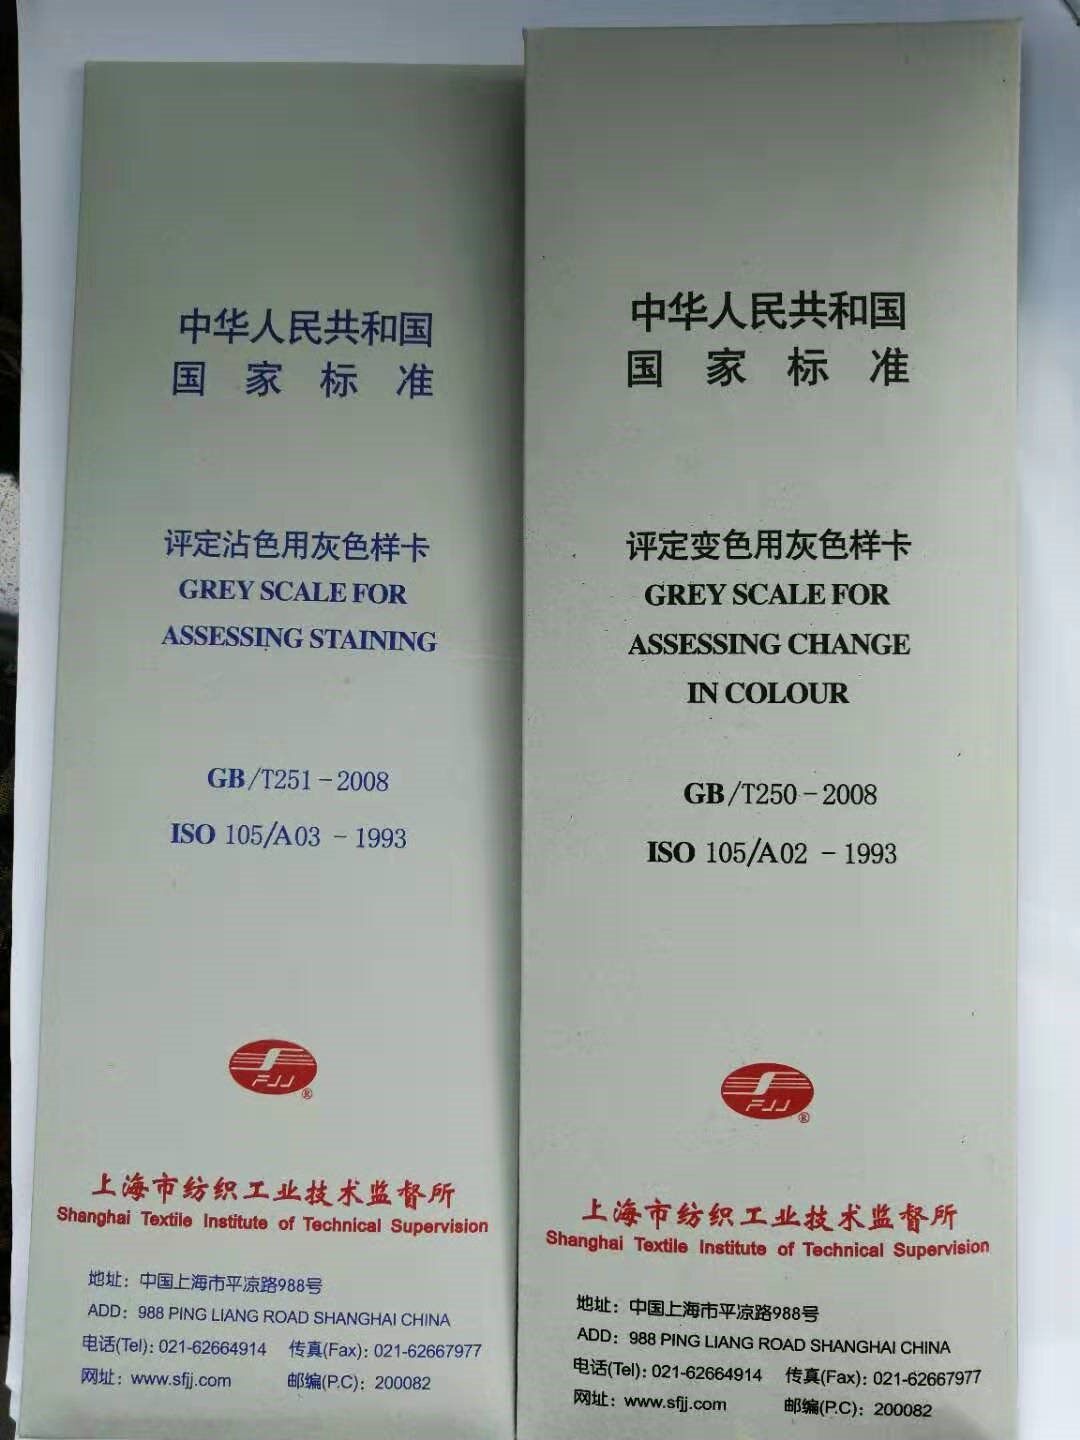 中华人民共和国
国家标准
评定沾色用灰色样卡
GREY SCALE FOR
ASSESSING STAINING
GB/T251-2008
ISO 105/A03 - 1993
FJJ
®
上海市纺织工业技术监督所
Shanghai Textile Institute of Technical Supervision
地址：中国上海市平凉路988号
ADD：988 PING LIANG ROAD SHANGHAI CHINA
电话(Tel)：021-62664914 传真(Fax)：021-62667977
网址：www.sfjj.com 邮编(P.C)：200082
中华人民共和国
国家标准
评定变色用灰色样卡
GREY SCALE FOR
ASSESSING CHANGE
IN COLOUR
GB/T250-2008
ISO 105/A02 - 1993
FJJ
®
上海市纺织工业技术监督所
Shanghai Textile Institute of Technical Supervision
地址：中国上海市平凉路988号
ADD：988 PING LIANG ROAD SHANGHAI CHINA
电话(Tel)：021-62664914 传真(Fax)：021-62667977
网址：www.sfjj.com 邮编(P.C)：200082